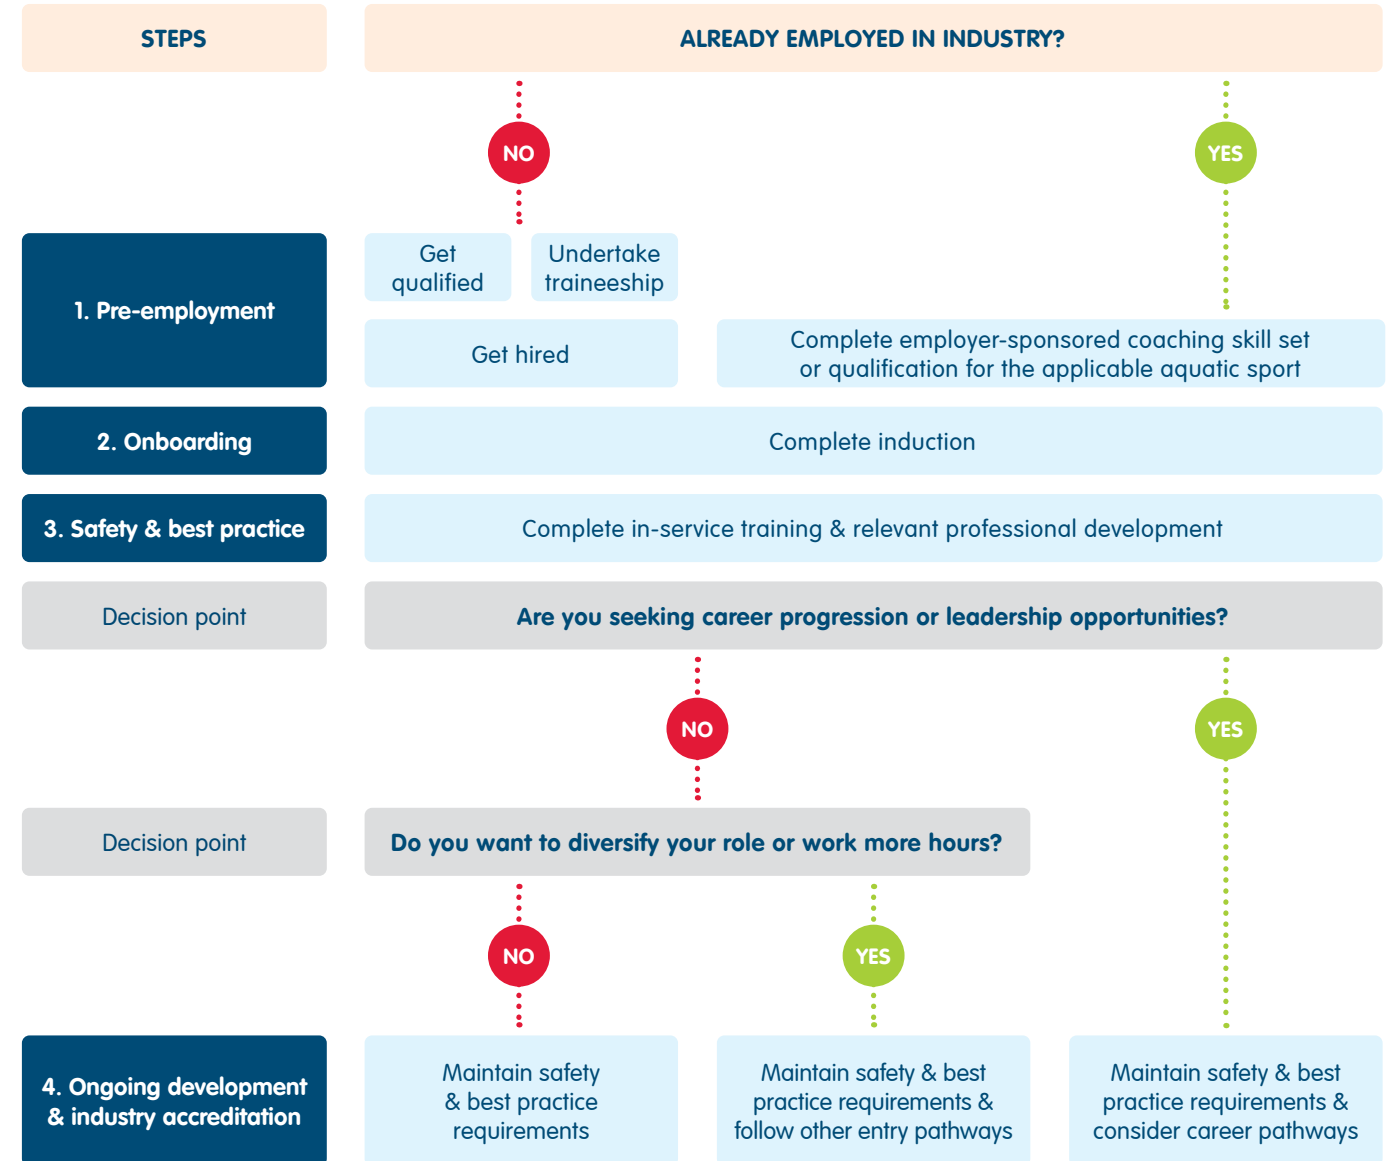 STEPS
ALREADY EMPLOYED IN INDUSTRY?
NO
YES
1. Pre-employment
Get
qualified
Undertake
traineeship
Get hired
Complete employer-sponsored coaching skill set
or qualification for the applicable aquatic sport
2. Onboarding
Complete induction
3. Safety & best practice
Complete in-service training & relevant professional development
Decision point
Are you seeking career progression or leadership opportunities?
NO
YES
Decision point
Do you want to diversify your role or work more hours?
NO
YES
4. Ongoing development
& industry accreditation
Maintain safety
& best practice
requirements
Maintain safety & best
practice requirements &
follow other entry pathways
Maintain safety & best
practice requirements &
consider career pathways